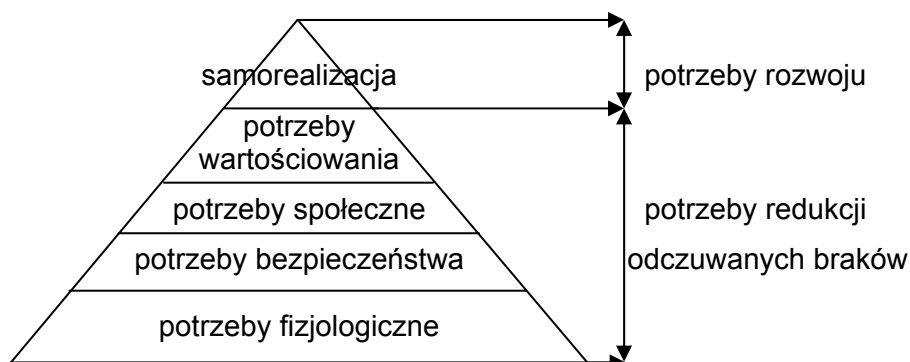 samorealizacja
potrzeby rozwoju
potrzeby
wartościowania
potrzeby społeczne
potrzeby redukcji
potrzeby bezpieczeństwa
odczuwanych braków
potrzeby fizjologiczne